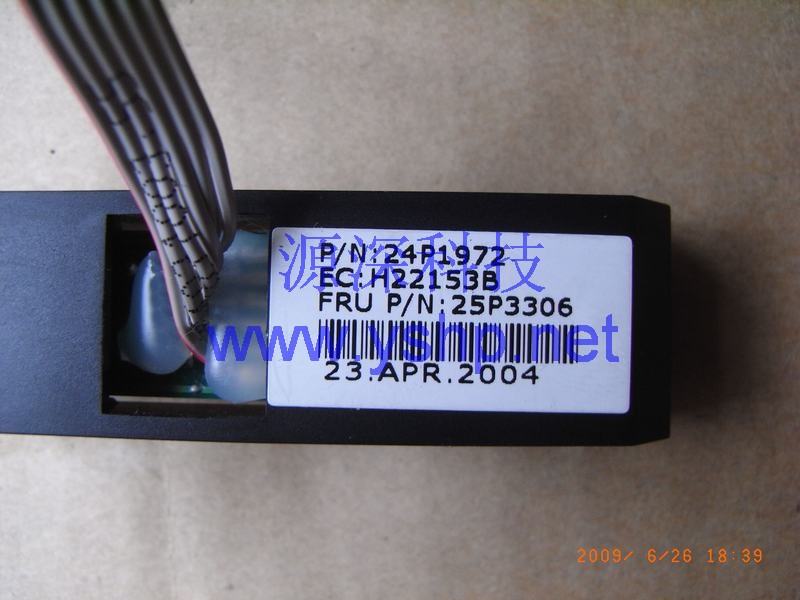 源深科技
P/N:24P1972
EC:H22153B
FRU P/N:25P3306
www.yshp.net
23.APR.2004
2009/ 6/26 18:39